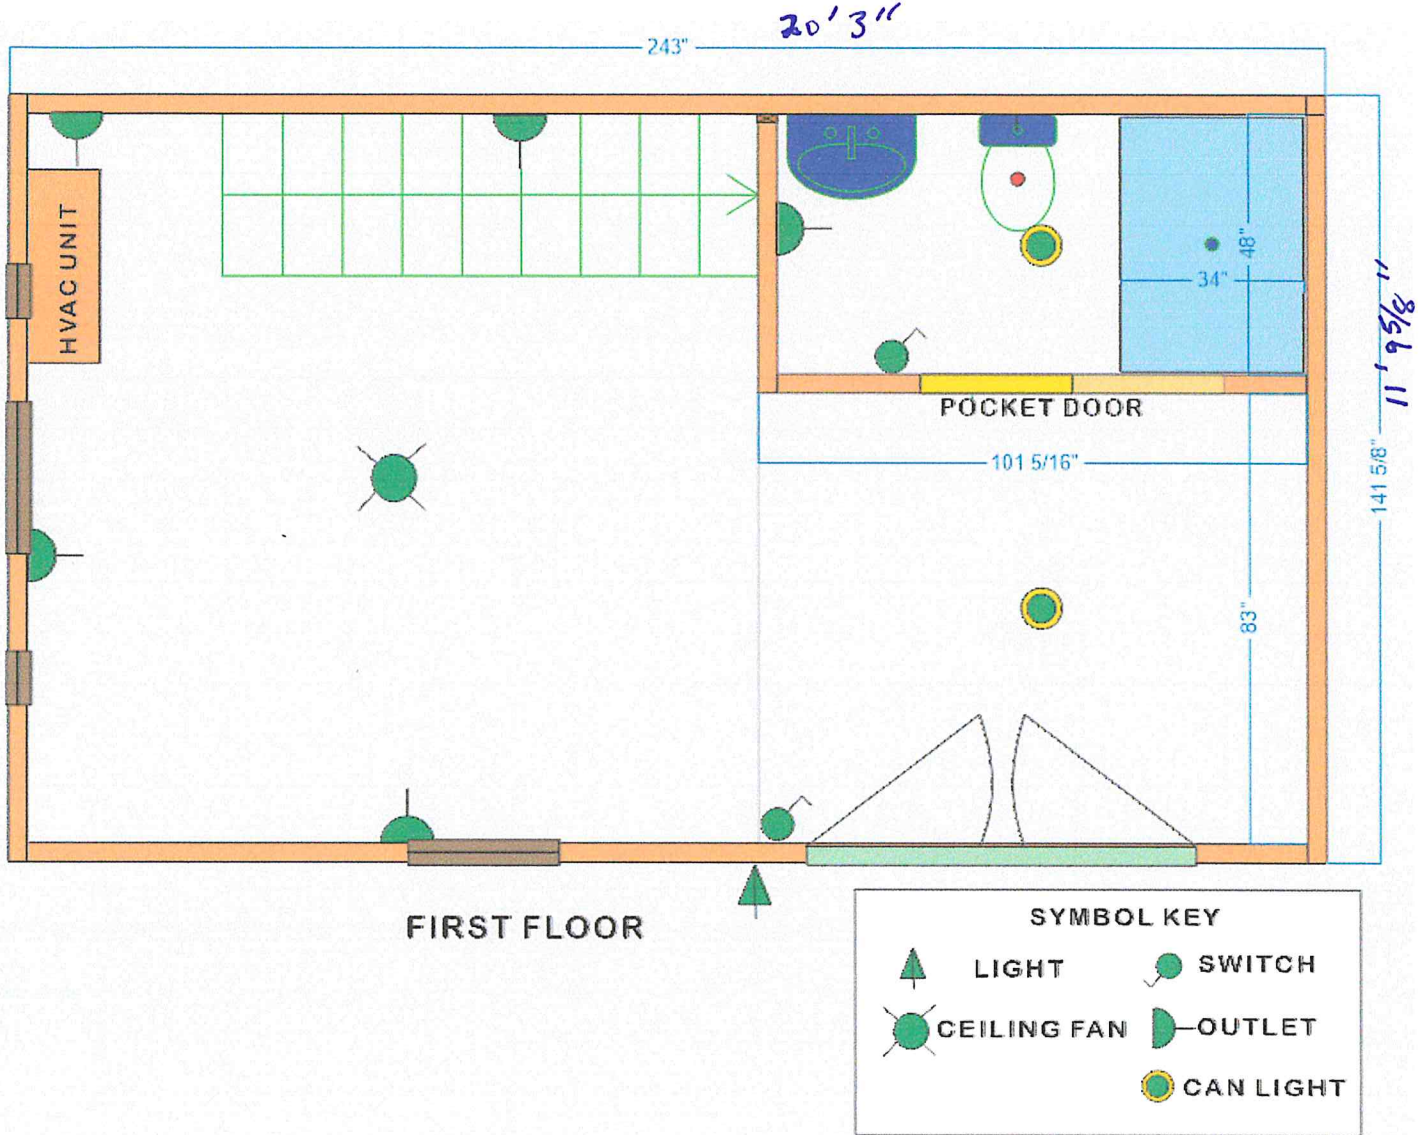 20' 3"
243"
HVAC UNIT
48"
34"
11' 9 5/8"
POCKET DOOR
101 5/16"
141 5/8"
83"
FIRST FLOOR
SYMBOL KEY
LIGHT
SWITCH
CEILING FAN
OUTLET
CAN LIGHT